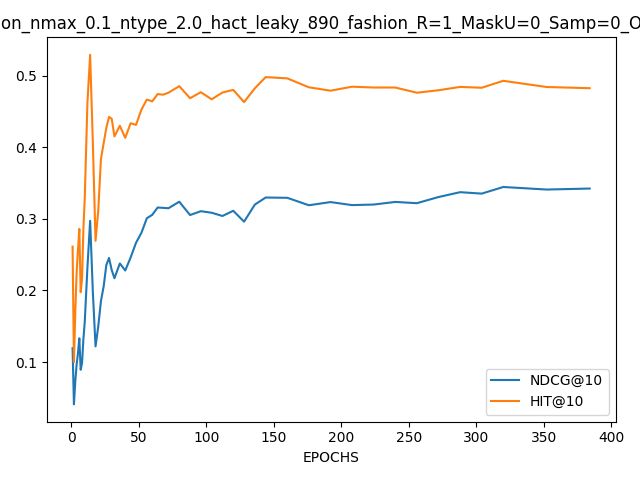 on_nmax_0.1_ntype_2.0_hact_leaky_890_fashion_R=1_MaskU=0_Samp=0_O
0.5
0.4
0.3
0.2
0.1
NDCG@10
HIT@10
0 50 100 150 200 250 300 350 400
EPOCHS